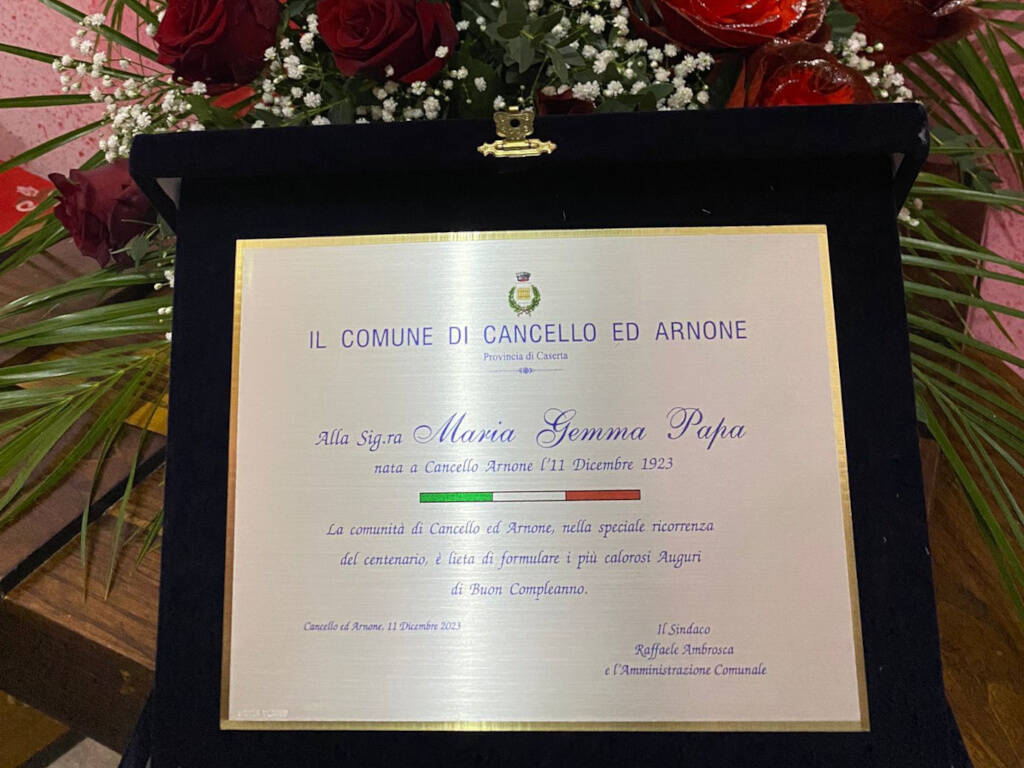 IL COMUNE DI CANCELLO ED ARNONE
Provincia di Caserta
Alla Sig.ra Maria Gemma Papa
nata a Cancello Arnone l'11 Dicembre 1923
La comunità di Cancello ed Arnone, nella speciale ricorrenza
del centenario, è lieta di formulare i più calorosi Auguri
di Buon Compleanno.
Cancello ed Arnone, 11 Dicembre 2023
Il Sindaco
Raffaele Ambrosca
e l'Amministrazione Comunale